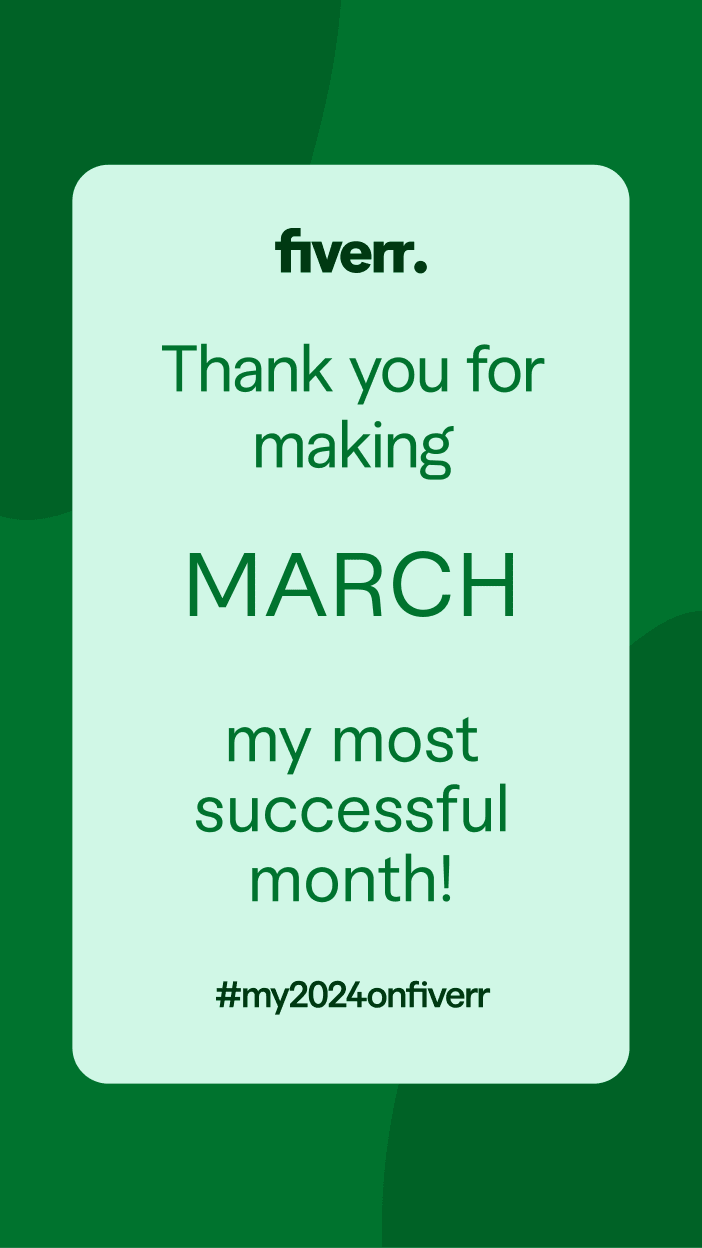 fiverr.
Thank you for
making
MARCH
my most
successful
month!
#my2024onfiverr